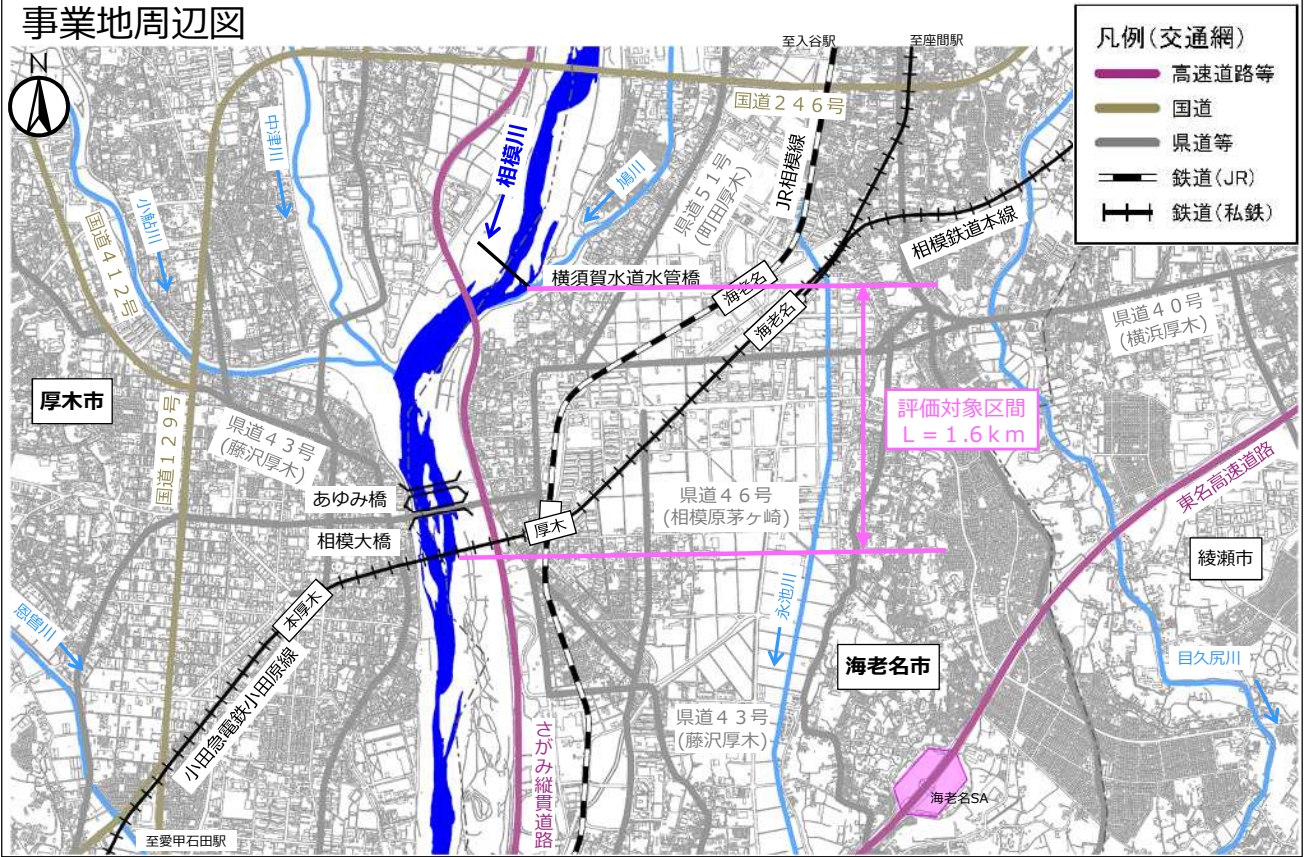 事業地周辺図
N
至入谷駅
至座間駅
凡例(交通網)
高速道路等
国道
県道等
鉄道(JR)
鉄道(私鉄)
国道246号
中津川
相模川
鳩川
県道51号
(町田厚木)
JR相模線
小鮎川
国道412号
相模鉄道本線
横須賀水道水管橋
海老名
海老名
県道40号
(横浜厚木)
厚木市
国道129号
県道43号
(藤沢厚木)
評価対象区間
L=1.6km
あゆみ橋
県道46号
(相模原茅ヶ崎)
東名高速道路
相模大橋
厚木
綾瀬市
恩曽川
本厚木
永池川
小田急電鉄小田原線
海老名市
目久尻川
県道43号
(藤沢厚木)
さがみ縦貫道路
海老名SA
至愛甲石田駅